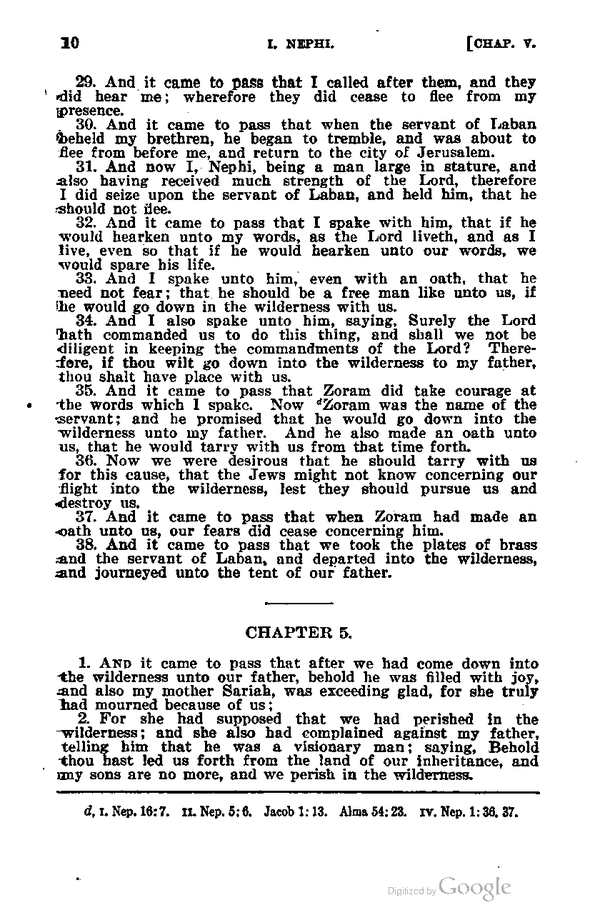 10 I. NEPHI. [CHAP. V.
29. And it came to pass that I called after them, and they
did hear me; wherefore they did cease to flee from my
presence.
30. And it came to pass that when the servant of Laban
beheld my brethren, he began to tremble, and was about to
flee from before me, and return to the city of Jerusalem.
31. And now I, Nephi, being a man large in stature, and
also having received much strength of the Lord, therefore
I did seize upon the servant of Laban, and held him, that he
should not flee.
32. And it came to pass that I spake with him, that if he
would hearken unto my words, as the Lord liveth, and as I
live, even so that if he would hearken unto our words, we
would spare his life.
33. And I spake unto him, even with an oath, that he
need not fear; that he should be a free man like unto us, if
he would go down in the wilderness with us.
34. And I also spake unto him, saying, Surely the Lord
hath commanded us to do this thing, and shall we not be
diligent in keeping the commandments of the Lord? There-
fore, if thou wilt go down into the wilderness to my father,
thou shalt have place with us.
35. And it came to pass that Zoram did take courage at
the words which I spake. Now dZoram was the name of the
servant; and he promised that he would go down into the
wilderness unto my father. And he also made an oath unto
us, that he would tarry with us from that time forth.
36. Now we were desirous that he should tarry with us
for this cause, that the Jews might not know concerning our
flight into the wilderness, lest they should pursue us and
destroy us.
37. And it came to pass that when Zoram had made an
oath unto us, our fears did cease concerning him.
38. And it came to pass that we took the plates of brass
and the servant of Laban, and departed into the wilderness,
and journeyed unto the tent of our father.
CHAPTER 5.
1. AND it came to pass that after we had come down into
the wilderness unto our father, behold he was filled with joy,
and also my mother Sariah, was exceeding glad, for she truly
had mourned because of us;
2. For she had supposed that we had perished in the
wilderness; and she also had complained against my father,
telling him that he was a visionary man; saying, Behold
thou hast led us forth from the land of our inheritance, and
my sons are no more, and we perish in the wilderness.
d, I. Nep. 16:7. II. Nep. 5:6. Jacob 1:13. Alma 54:23. IV. Nep. 1:36, 37.
Digitized by Google